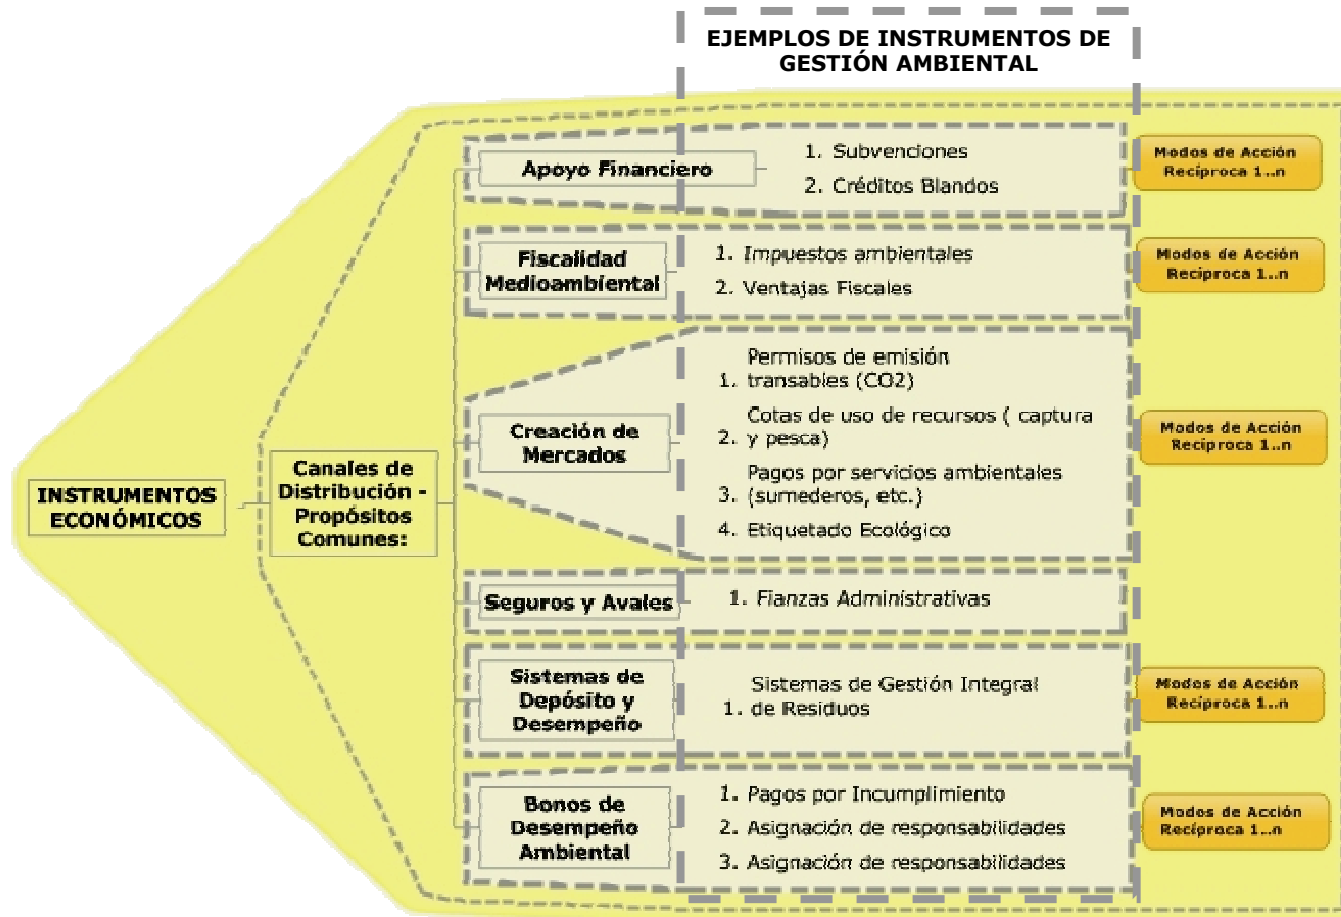 EJEMPLOS DE INSTRUMENTOS DE
GESTIÓN AMBIENTAL
INSTRUMENTOS
ECONÓMICOS
Canales de
Distribución -
Propósitos
Comunes:
Apoyo Financiero
1. Subvenciones
2. Créditos Blandos
Modos de Acción
Recíproca 1..n
Fiscalidad
Medioambiental
1. Impuestos ambientales
2. Ventajas Fiscales
Modos de Acción
Recíproca 1..n
Creación de
Mercados
Permisos de emisión
1. transables (CO2)
Cotas de uso de recursos ( captura
2. y pesca)
Pagos por servicios ambientales
3. (sumederos, etc.)
4. Etiquetado Ecológico
Modos de Acción
Recíproca 1..n
Seguros y Avales
1. Fianzas Administrativas
Sistemas de
Depósito y
Desempeño
Sistemas de Gestión Integral
1. de Residuos
Modos de Acción
Recíproca 1..n
Bonos de
Desempeño
Ambiental
1. Pagos por Incumplimiento
2. Asignación de responsabilidades
3. Asignación de responsabilidades
Modos de Acción
Recíproca 1..n